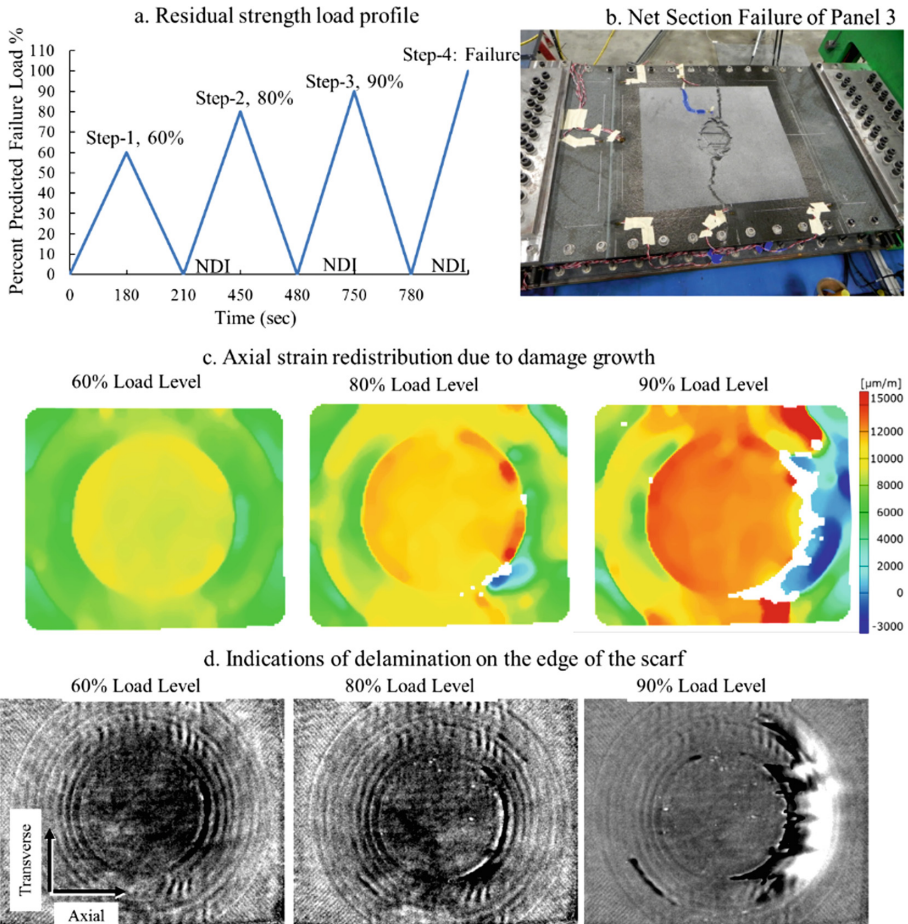 a. Residual strength load profile
b. Net Section Failure of Panel 3
Percent Predicted Failure Load %
110
100
90
80
70
60
50
40
30
20
10
0
Step-1, 60%
Step-2, 80%
Step-3, 90%
Step-4: Failure
NDI
NDI
NDI
0 180 210 450 480 750 780
Time (sec)
c. Axial strain redistribution due to damage growth
60% Load Level
80% Load Level
90% Load Level
[µm/m]
15000
12000
10000
8000
6000
4000
2000
0
-3000
d. Indications of delamination on the edge of the scarf
60% Load Level
80% Load Level
90% Load Level
Transverse
Axial